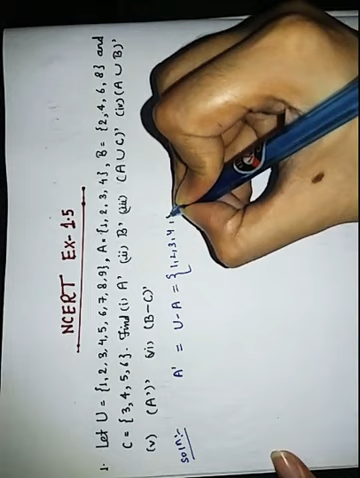 NCERT Ex-1.5
1. Let U = {1,2,3,4,5,6,7,8,9}, A={1,2,3,4}, B = {2,4,6,8} and
C = {3,4,5,6}. Find (i) A' (ii) B' (iii) (A∪C)' (iv) (A∪B)'
(v) (A')' (vi) (B-C)'
Soln:-
A' = U-A = {1,2,3,4,